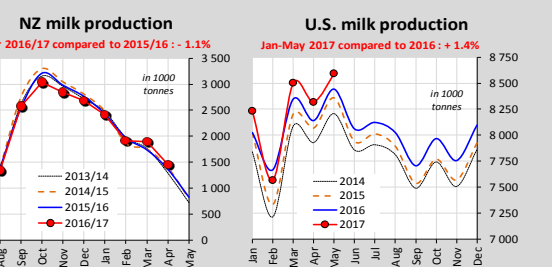 NZ milk production
2016/17 compared to 2015/16 : - 1.1%
in 1000
tonnes
3 500
3 000
2 500
2 000
1 500
1 000
500
0
2013/14
2014/15
2015/16
2016/17
Aug
Sep
Oct
Nov
Dec
Jan
Feb
Mar
Apr
May
U.S. milk production
Jan-May 2017 compared to 2016 : + 1.4%
in 1000
tonnes
8 750
8 500
8 250
8 000
7 750
7 500
7 250
7 000
2014
2015
2016
2017
Jan
Feb
Mar
Apr
May
Jun
Jul
Aug
Sep
Oct
Nov
Dec